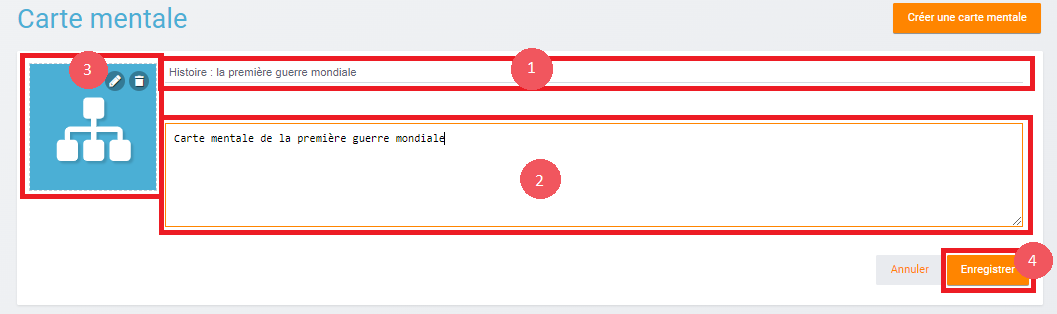 Carte mentale
Créer une carte mentale
3
Histoire : la première guerre mondiale
1
Carte mentale de la première guerre mondiale
2
Annuler
Enregistrer
4